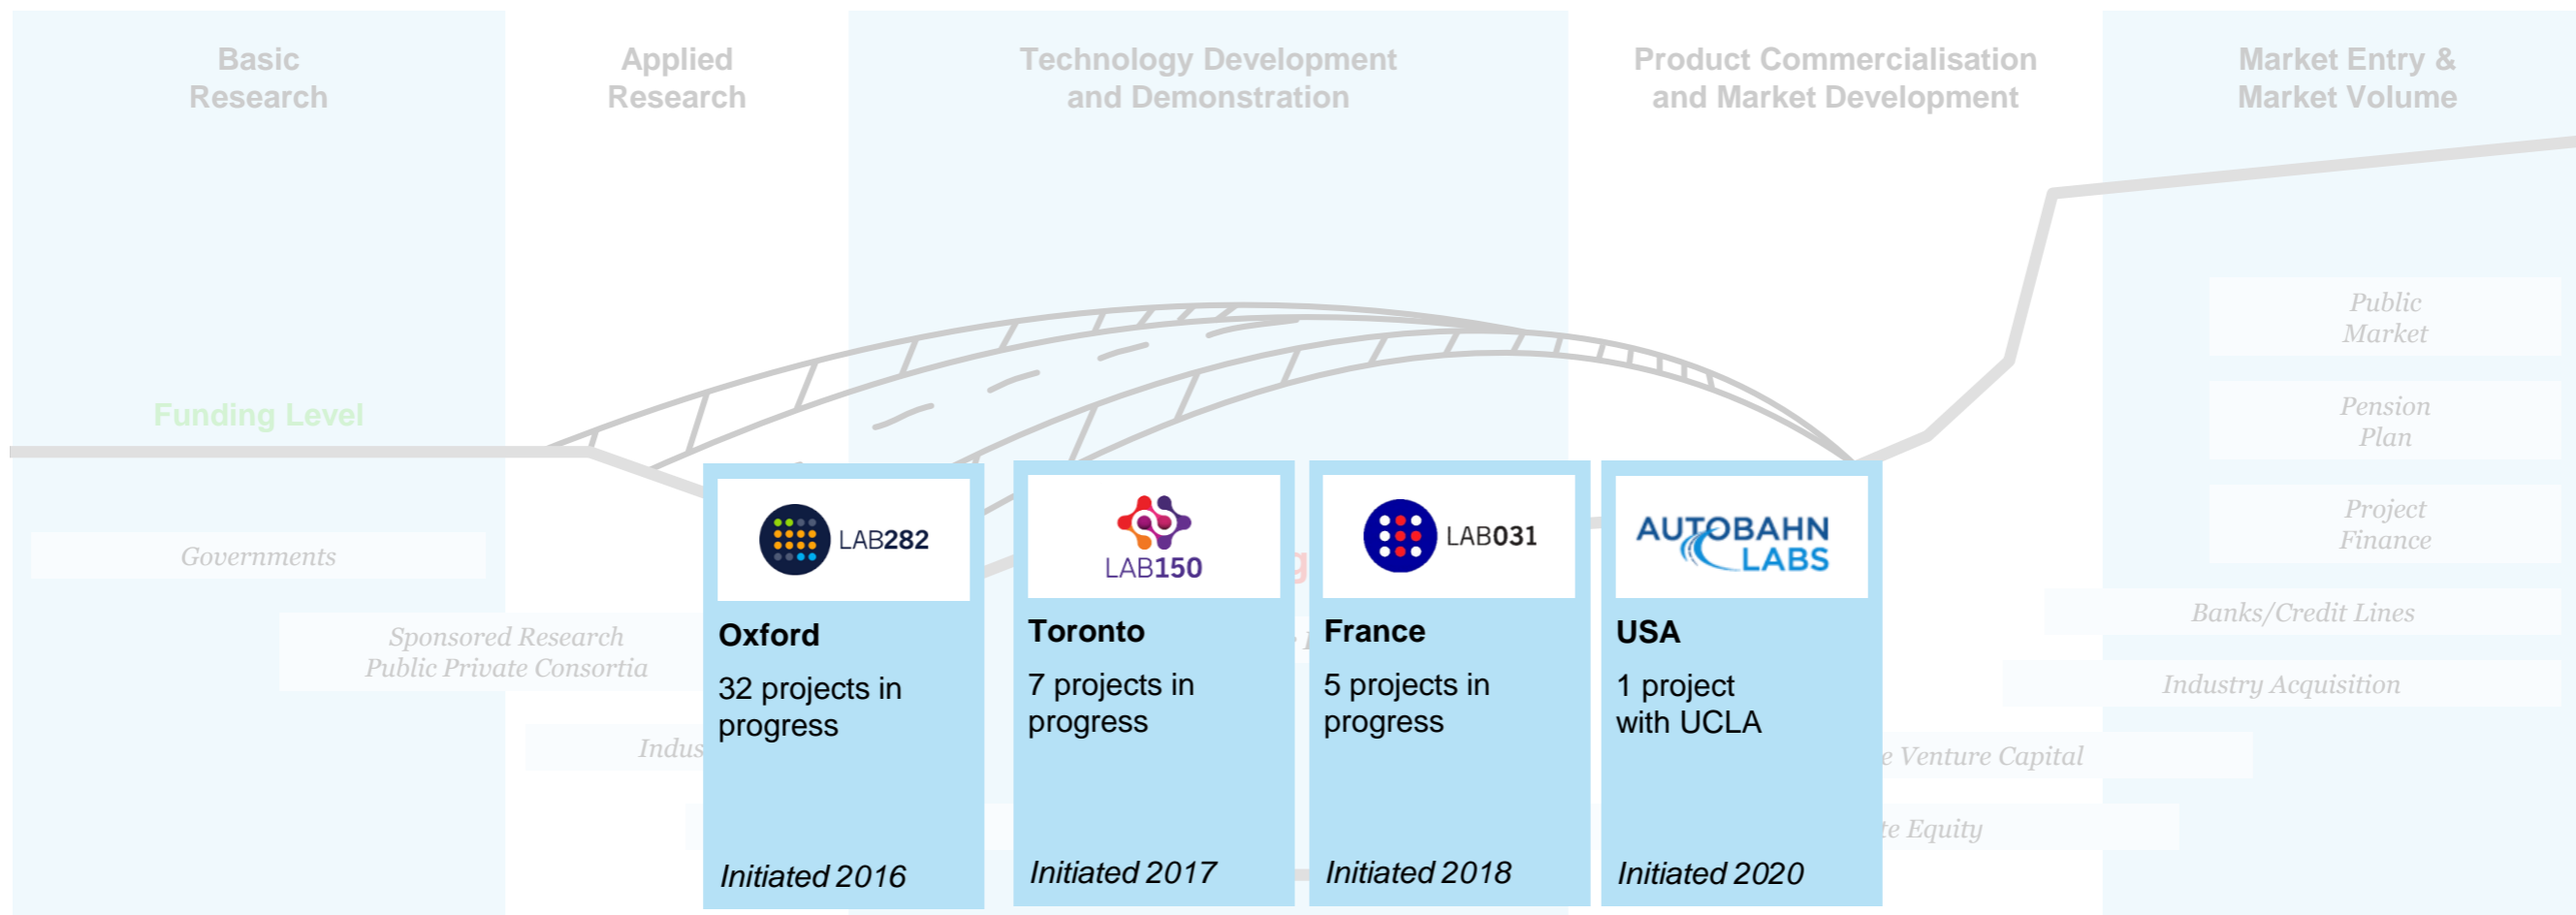 Basic
Research
Applied
Research
Technology Development
and Demonstration
Product Commercialisation
and Market Development
Market Entry &
Market Volume
Funding Level
Public
Market
Pension
Plan
Project
Finance
Banks/Credit Lines
Industry Acquisition
Governments
Sponsored Research
Public Private Consortia
Venture Capital
Equity
LAB282
Oxford
32 projects in
progress
Initiated 2016
LAB150
Toronto
7 projects in
progress
Initiated 2017
LAB031
France
5 projects in
progress
Initiated 2018
AUTOBAHN
LABS
USA
1 project
with UCLA
Initiated 2020